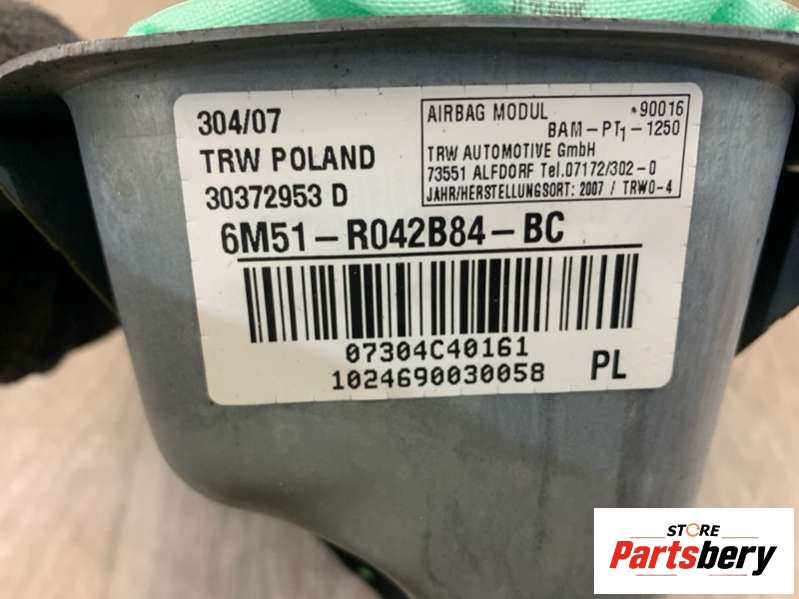 304/07
TRW POLAND
30372953 D
AIRBAG MODUL *90016
BAM-PT1-1250
TRW AUTOMOTIVE GmbH
73551 ALFDORF Tel.07172/302-0
JAHR/HERSTELLUNGSORT: 2007 / TRWO-4
6M51-R042B84-BC
07304C40161
1024690030058 PL
STORE
Partsbery